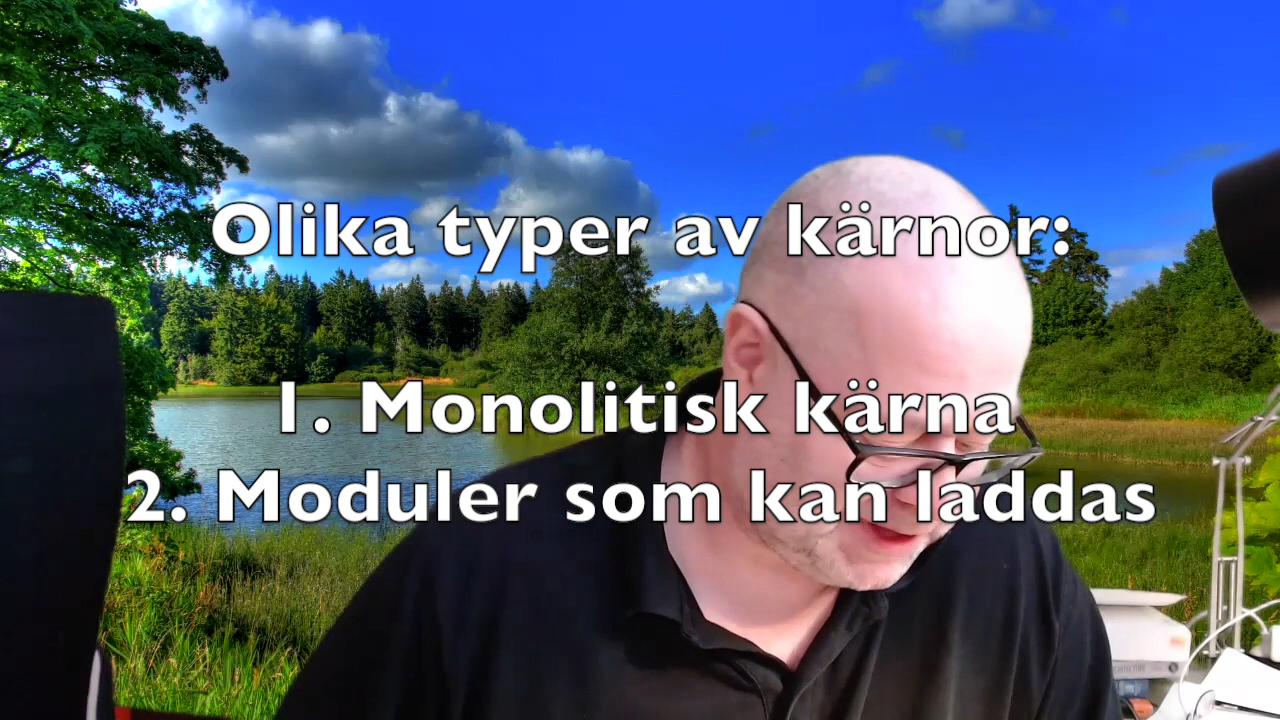 Olika typer av kärnor:
1. Monolitisk kärna
2. Moduler som kan laddas